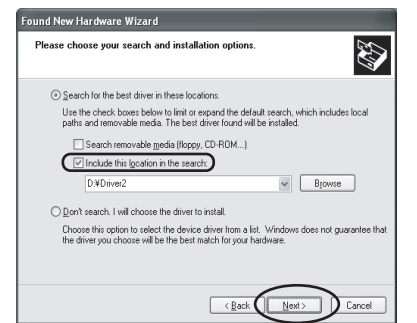 Found New Hardware Wizard
Please choose your search and installation options.
Search for the best driver in these locations.
Use the check boxes below to limit or expand the default search, which includes local
paths and removable media. The best driver found will be installed.
Search removable media (floppy, CD-ROM...)
Include this location in the search:
D:¥Driver2
Browse
Don't search. I will choose the driver to install.
Choose this option to select the device driver from a list. Windows does not guarantee that
the driver you choose will be the best match for your hardware.
< Back
Next >
Cancel